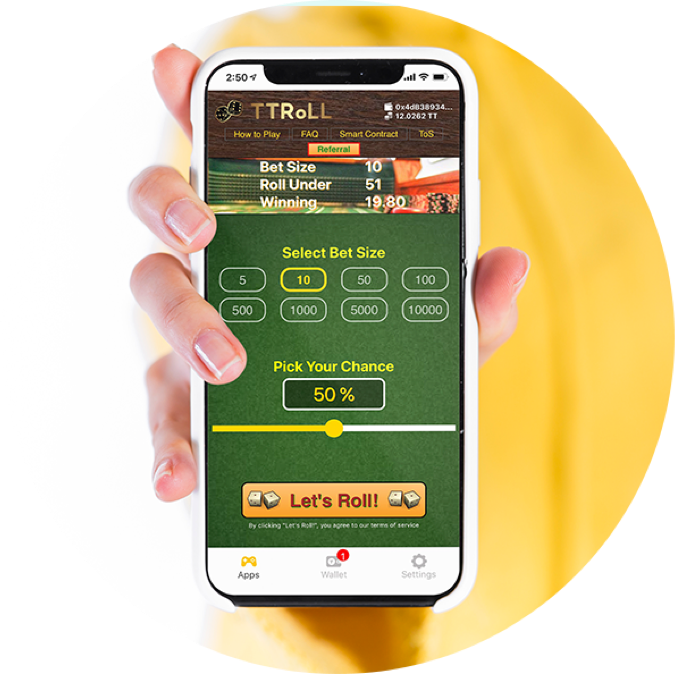 2:50
TTRoLL
0x4d838934...
12.0262 TT
How to Play FAQ Smart Contract ToS
Referral
Bet Size 10
Roll Under 51
Winning 19.80
Select Bet Size
5 10 50 100
500 1000 5000 10000
Pick Your Chance
50 %
Let's Roll!
By clicking "Let's Roll!", you agree to our terms of service
1
Apps Wallet Settings